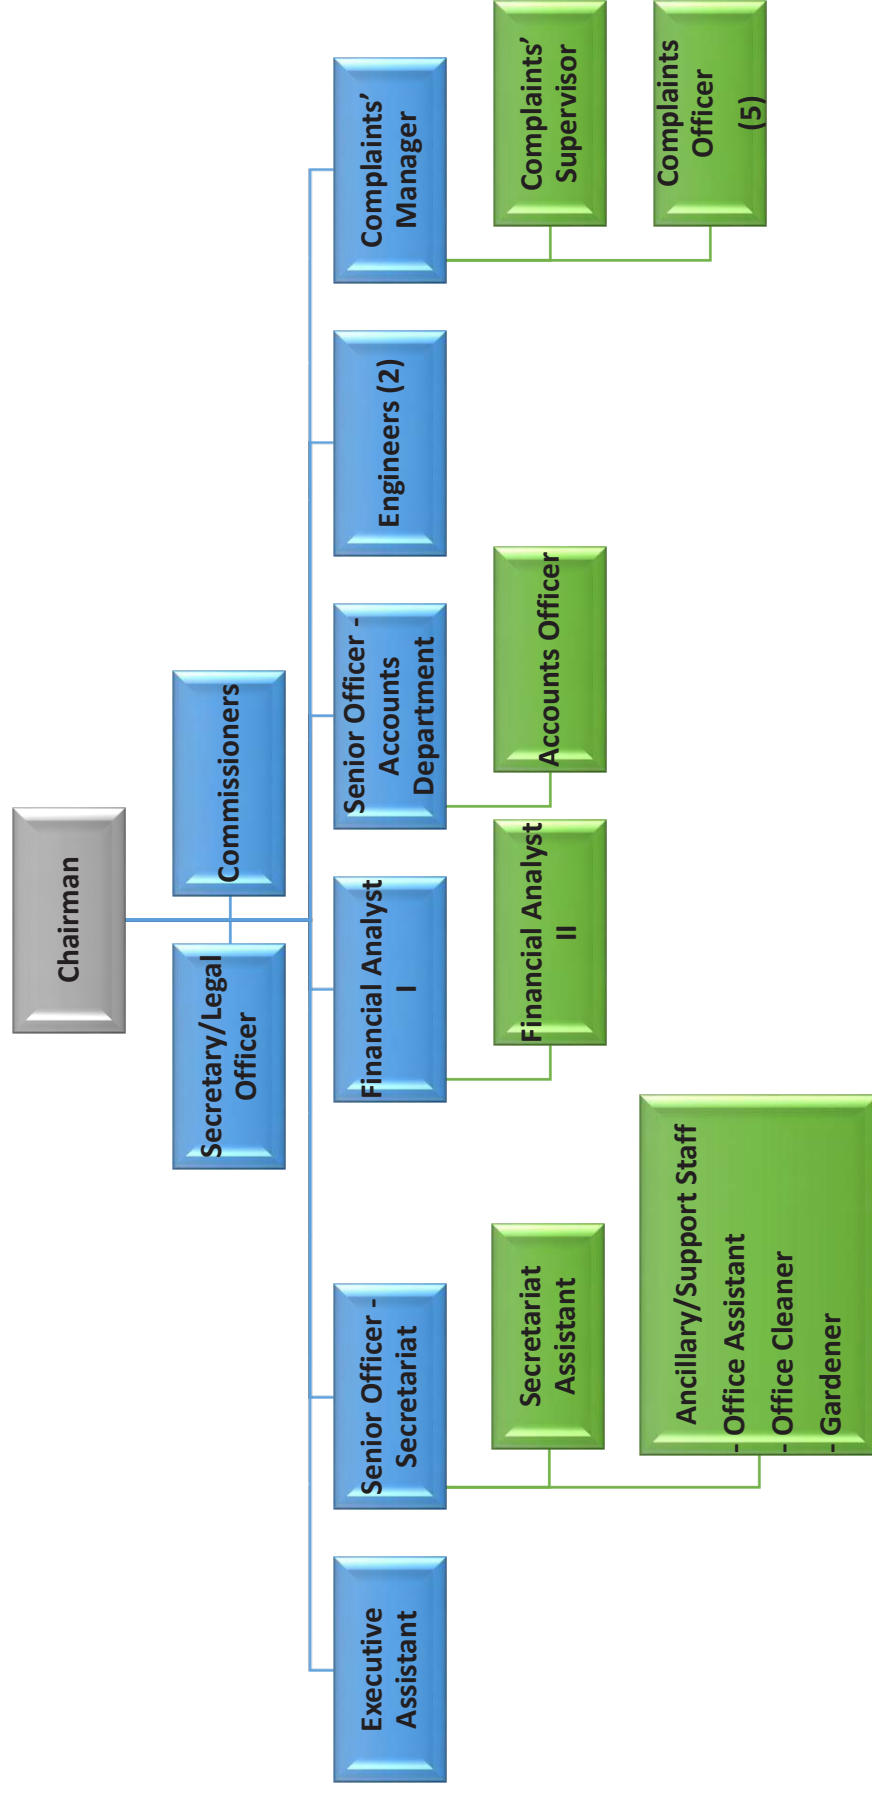 Chairman
Secretary/Legal
Officer
Commissioners
Executive
Assistant
Senior Officer -
Secretariat
Financial Analyst
I
Senior Officer -
Accounts
Department
Engineers (2)
Complaints’
Manager
Secretariat
Assistant
Ancillary/Support Staff
- Office Assistant
- Office Cleaner
- Gardener
Financial Analyst
II
Accounts Officer
Complaints’
Supervisor
Complaints
Officer
(5)